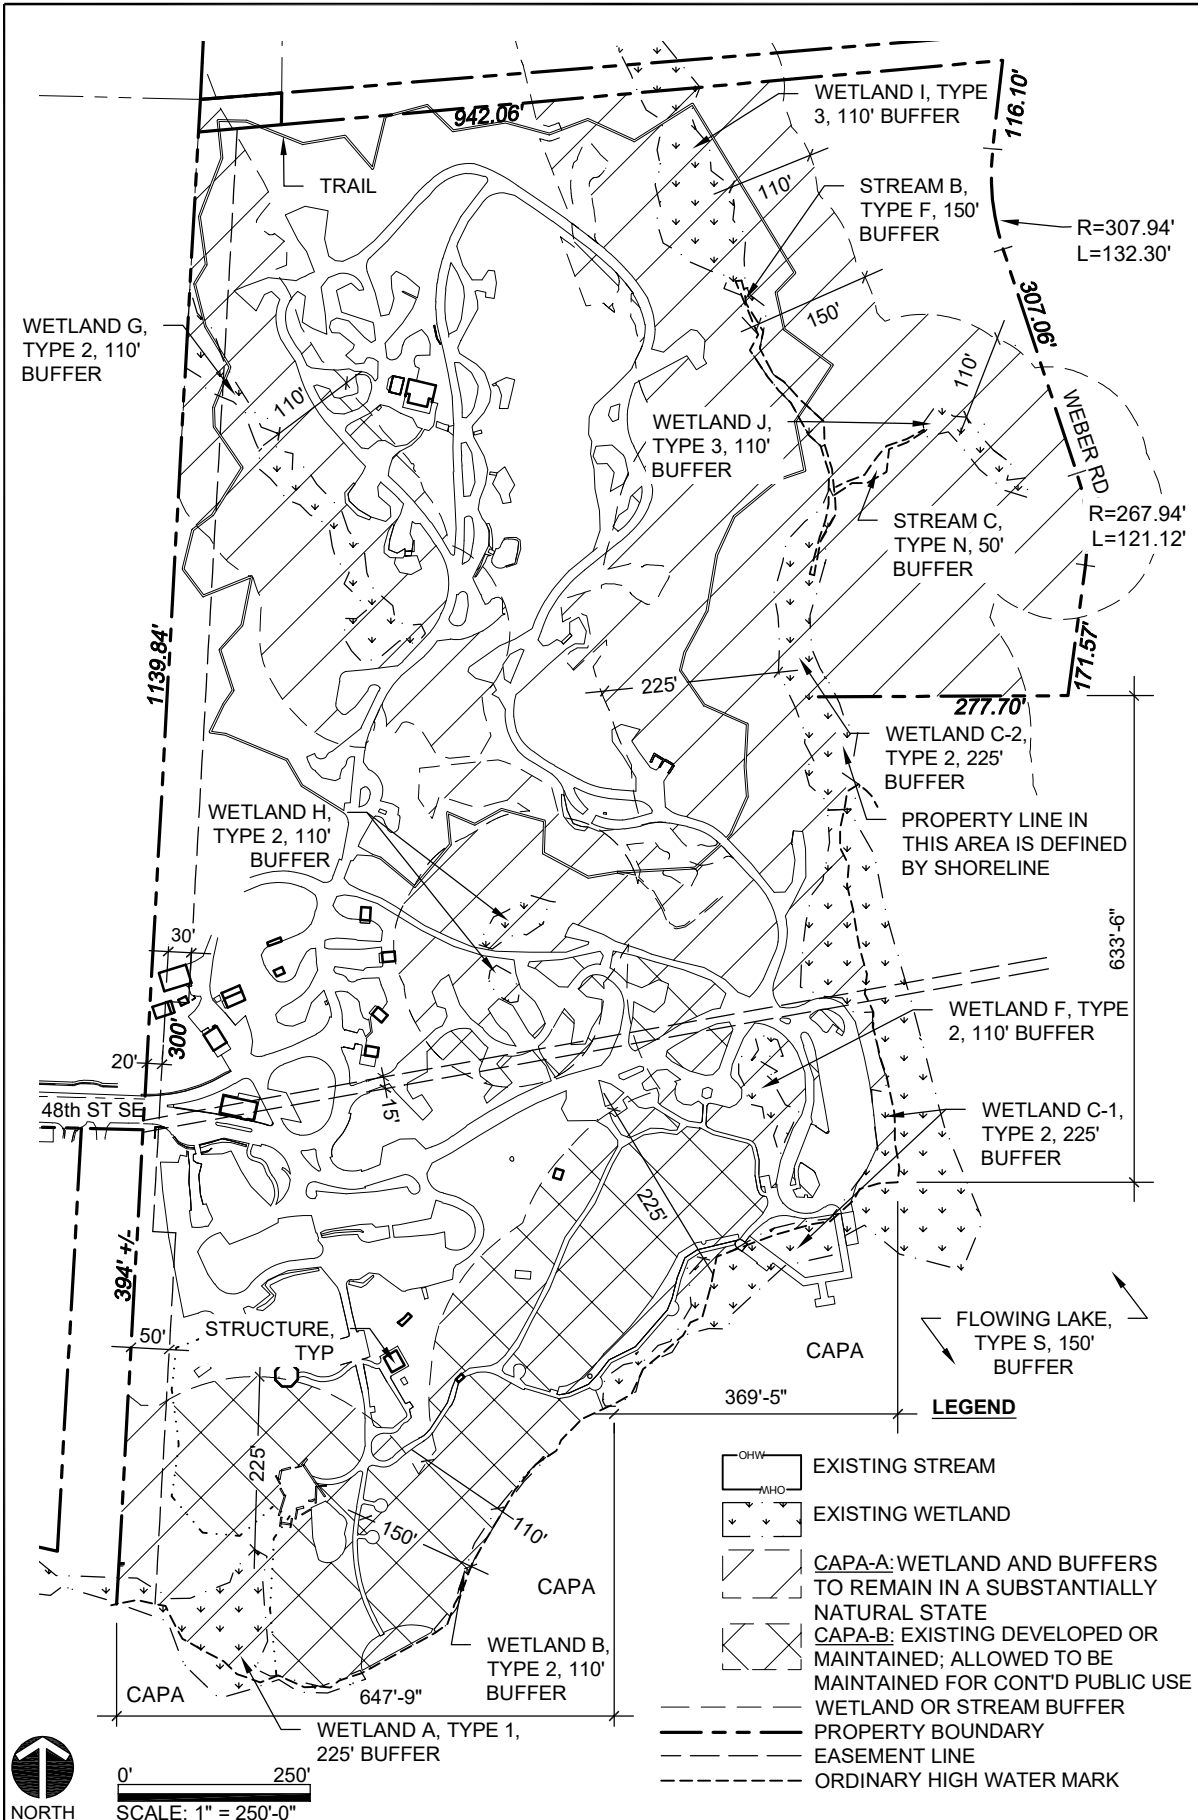 942.06'
TRAIL
WETLAND I, TYPE
3, 110' BUFFER
116.10'
110'
STREAM B,
TYPE F, 150'
BUFFER
R=307.94'
L=132.30'
WETLAND G,
TYPE 2, 110'
BUFFER
110'
150'
307.06'
110'
WEBER RD
WETLAND J,
TYPE 3, 110'
BUFFER
STREAM C,
TYPE N, 50'
BUFFER
R=267.94'
L=121.12'
1139.84'
225'
171.57'
277.70'
WETLAND C-2,
TYPE 2, 225'
BUFFER
WETLAND H,
TYPE 2, 110'
BUFFER
PROPERTY LINE IN
THIS AREA IS DEFINED
BY SHORELINE
633'-6"
30'
300'
20'
48th ST SE
15'
WETLAND F, TYPE
2, 110' BUFFER
WETLAND C-1,
TYPE 2, 225'
BUFFER
225'
394' +/-
50'
STRUCTURE,
TYP
FLOWING LAKE,
TYPE S, 150'
BUFFER
CAPA
369'-5"
225'
150'
110'
CAPA
WETLAND B,
TYPE 2, 110'
BUFFER
CAPA
647'-9"
WETLAND A, TYPE 1,
225' BUFFER
LEGEND
OHW
OHW
EXISTING STREAM
EXISTING WETLAND
CAPA-A: WETLAND AND BUFFERS
TO REMAIN IN A SUBSTANTIALLY
NATURAL STATE
CAPA-B: EXISTING DEVELOPED OR
MAINTAINED; ALLOWED TO BE
MAINTAINED FOR CONT'D PUBLIC USE
WETLAND OR STREAM BUFFER
PROPERTY BOUNDARY
EASEMENT LINE
ORDINARY HIGH WATER MARK
NORTH
0' 250'
SCALE: 1" = 250'-0"